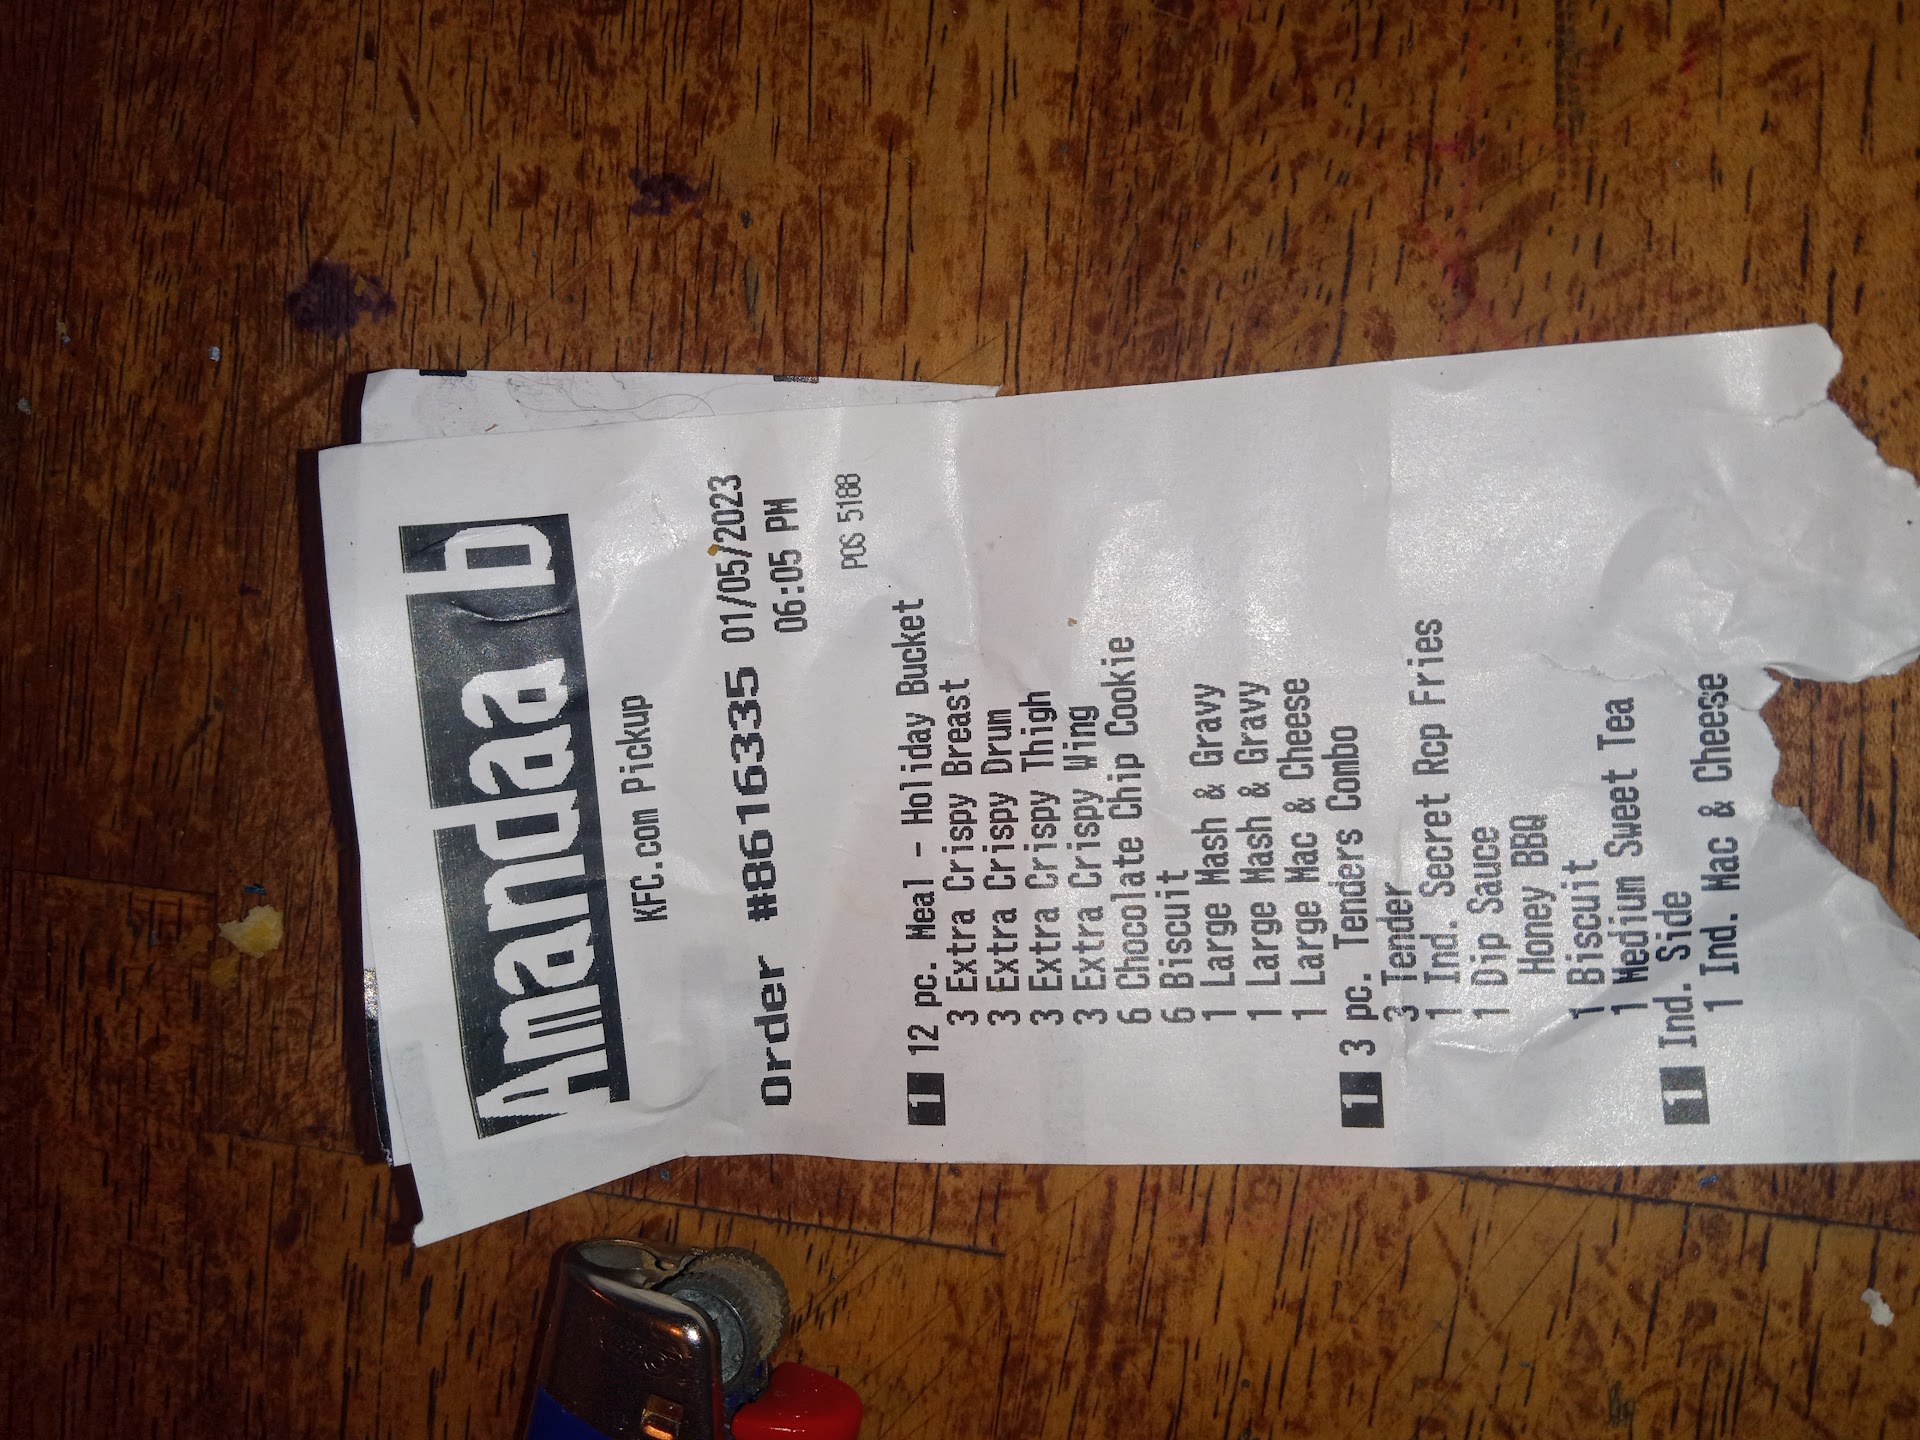 Amandaa b
KFC.com Pickup
Order #8616335 01/05/2023
06:05 PM
POS 5188
1 12 pc. Meal - Holiday Bucket
3 Extra Crispy Breast
3 Extra Crispy Drum
3 Extra Crispy Thigh
3 Extra Crispy Wing
6 Chocolate Chip Cookie
6 Biscuit
1 Large Mash & Gravy
1 Large Mash & Gravy
1 Large Mac & Cheese
1 3 pc. Tenders Combo
3 Tender
1 Ind. Secret Rcp Fries
1 Dip Sauce
Honey BBQ
1 Biscuit
1 Medium Sweet Tea
1 Ind. Side
1 Ind. Mac & Cheese